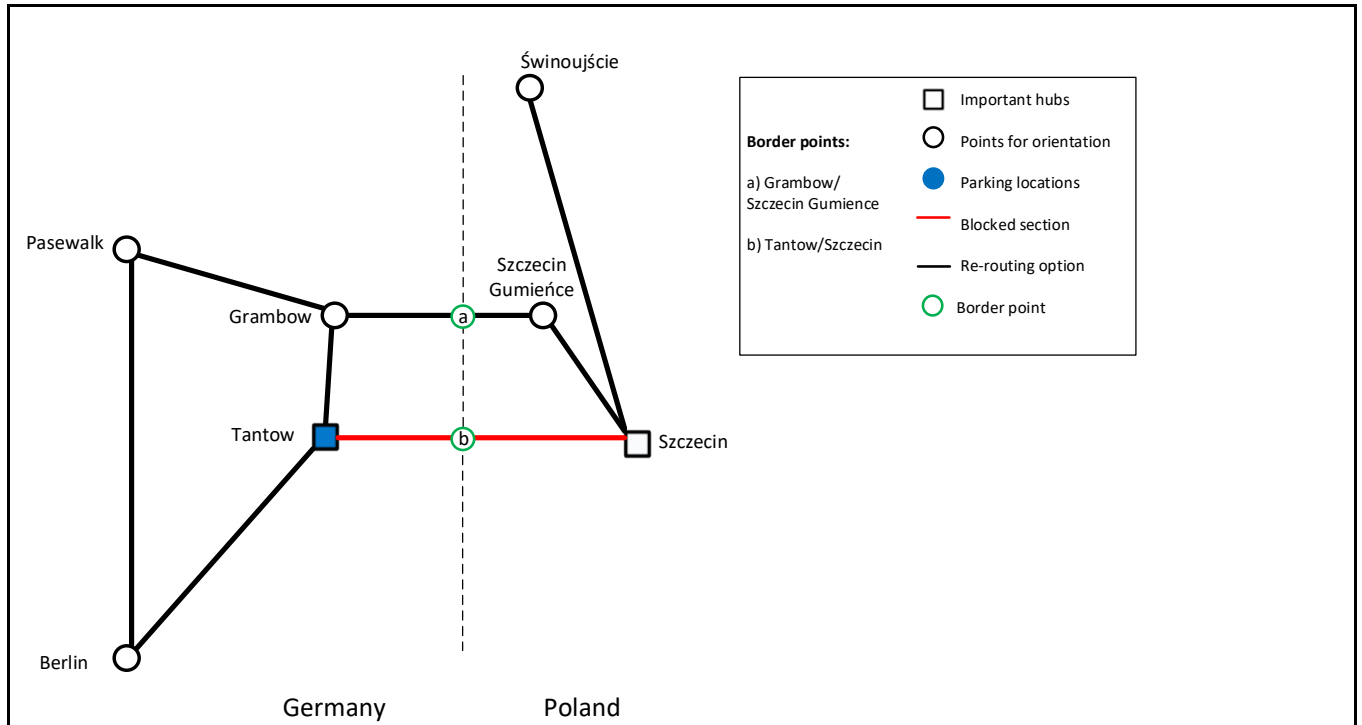 Świnoujście
Pasewalk
Szczecin
Gumieńce
Grambow
a
Tantow
b
Szczecin
Berlin
Germany
Poland
Border points:
a) Grambow/
Szczecin Gumience
b) Tantow/Szczecin
Important hubs
Points for orientation
Parking locations
Blocked section
Re-routing option
Border point